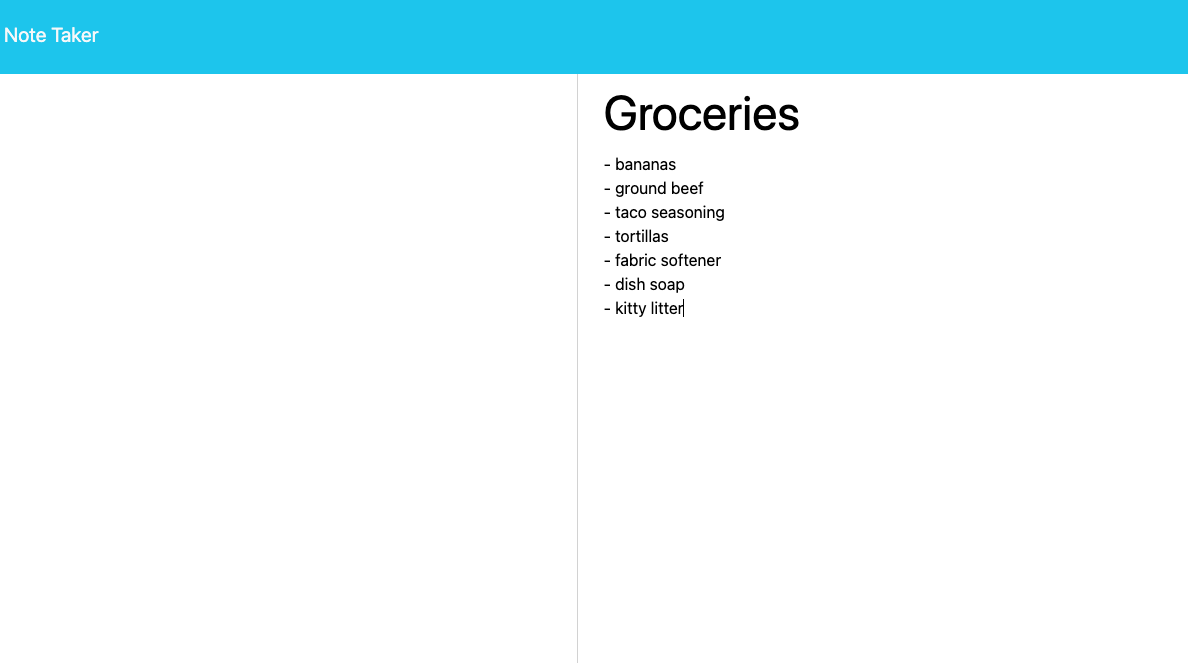 Note Taker
Groceries
- bananas
- ground beef
- taco seasoning
- tortillas
- fabric softener
- dish soap
- kitty litter